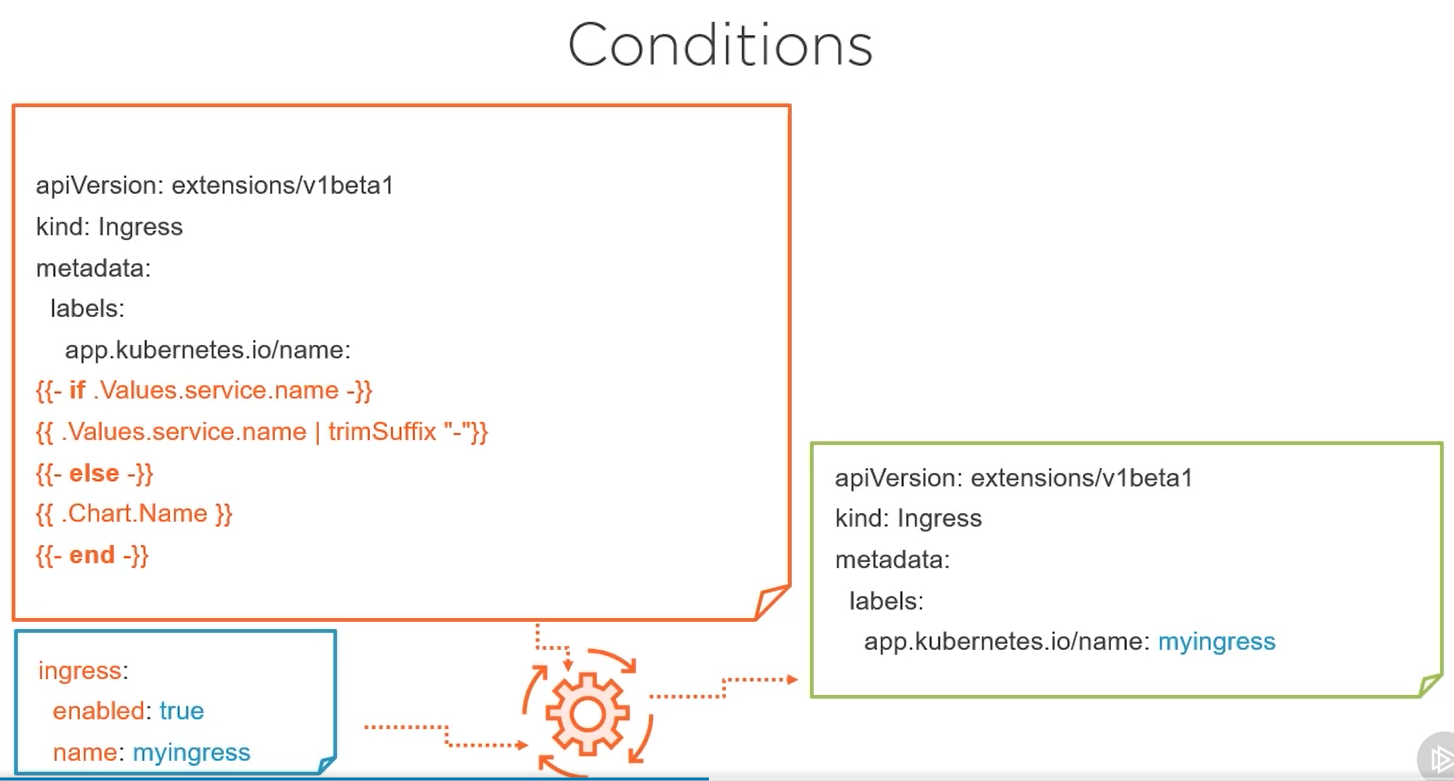 Conditions
apiVersion: extensions/v1beta1
kind: Ingress
metadata:
  labels:
    app.kubernetes.io/name:
{{- if .Values.service.name -}}
{{ .Values.service.name | trimSuffix "-"}}
{{- else -}}
{{ .Chart.Name }}
{{- end -}}
ingress:
  enabled: true
  name: myingress
apiVersion: extensions/v1beta1
kind: Ingress
metadata:
  labels:
    app.kubernetes.io/name: myingress